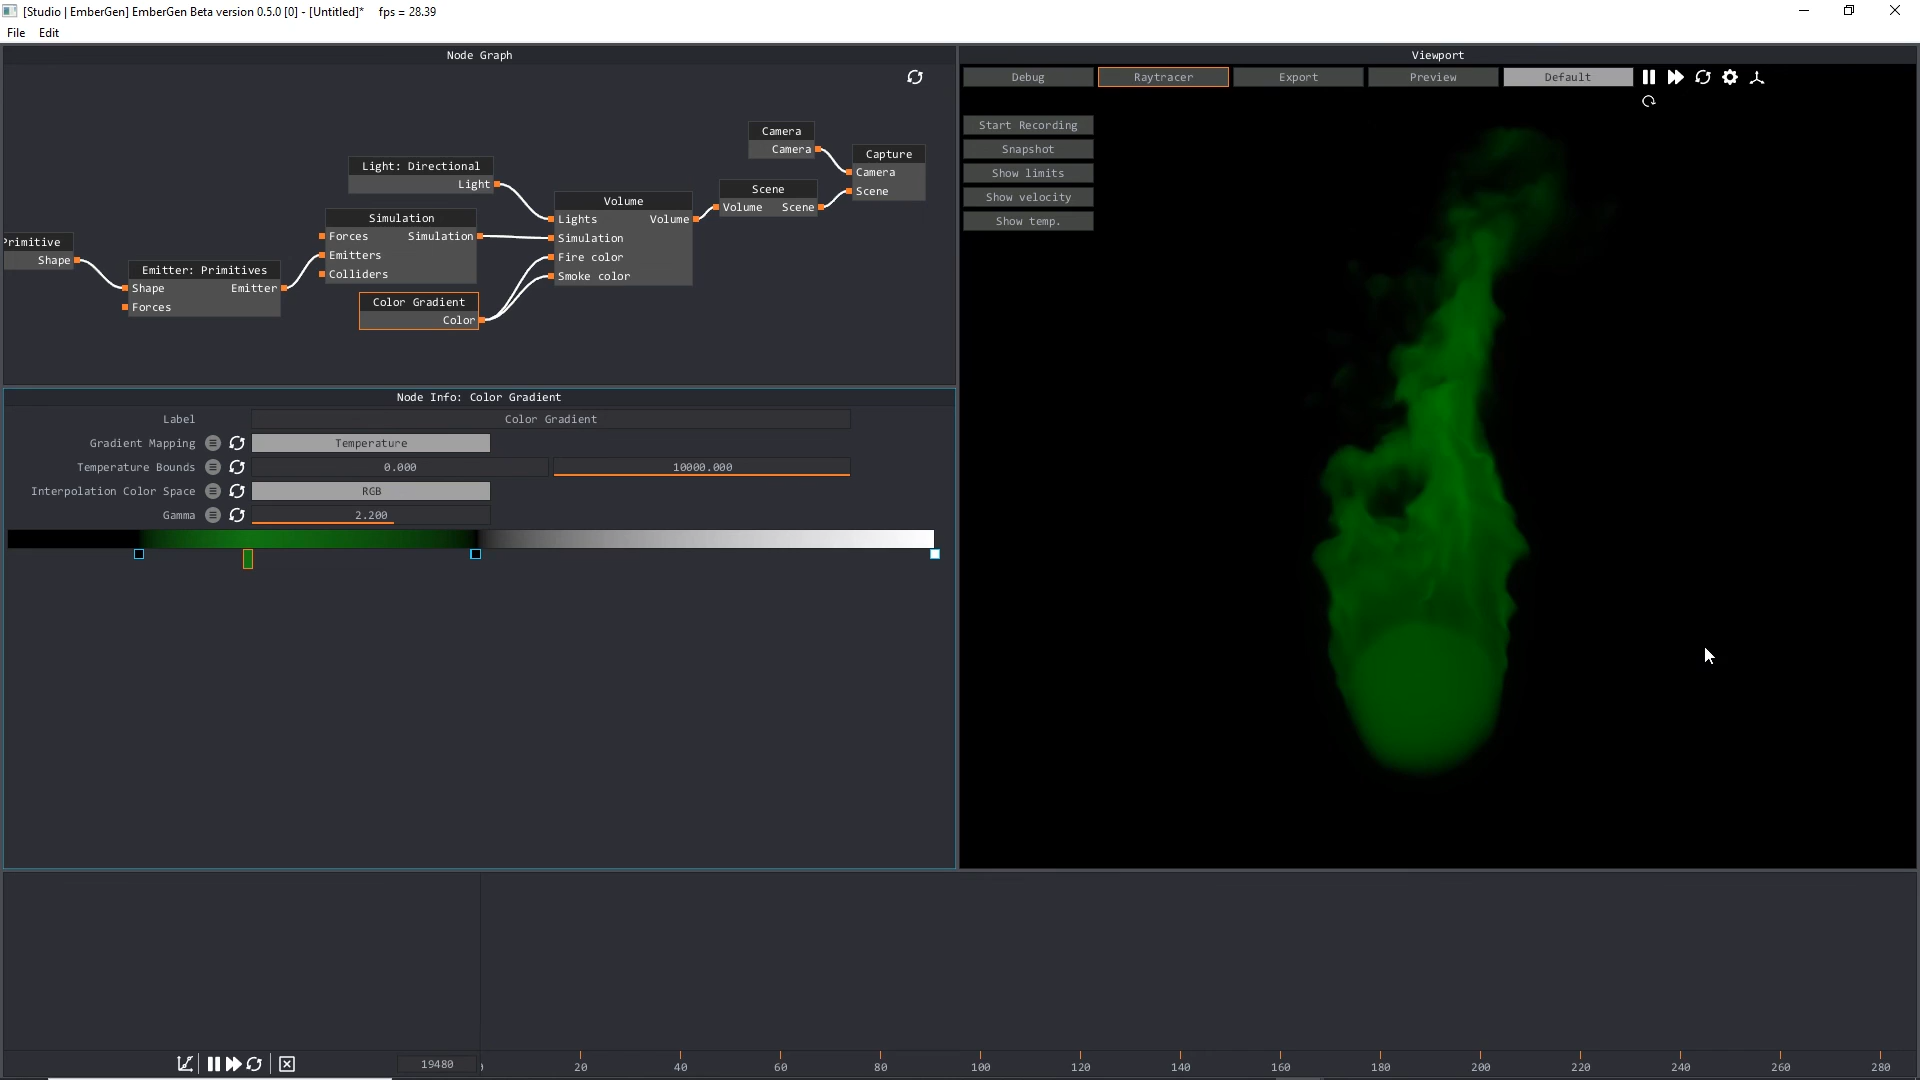 [Studio | EmberGen] EmberGen Beta version 0.5.0 [0] - [Untitled]* fps = 28.39
File Edit
Node Graph
Camera
Camera
Capture
Camera
Scene
Light: Directional
Light
Scene
Volume Scene
Volume
Lights Volume
Simulation
Fire color
Smoke color
Simulation
Forces Simulation
Emitters
Colliders
Primitive
Shape
Emitter: Primitives
Shape Emitter
Forces
Color Gradient
Color
Node Info: Color Gradient
Label Color Gradient
Gradient Mapping Temperature
Temperature Bounds 0.000 10000.000
Interpolation Color Space RGB
Gamma 2.200
Viewport
Debug Raytracer Export Preview Default
Start Recording
Snapshot
Show limits
Show velocity
Show temp.
19480 20 40 60 80 100 120 140 160 180 200 220 240 260 280